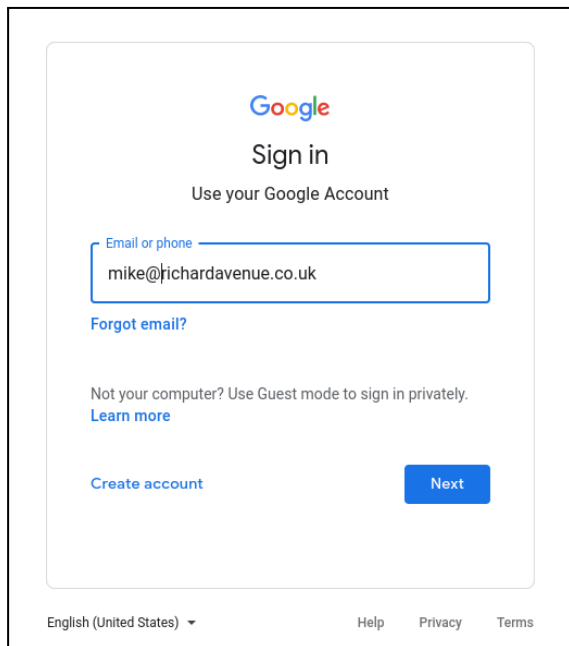 Google
Sign in
Use your Google Account
Email or phone
mike@richardavenue.co.uk
Forgot email?
Not your computer? Use Guest mode to sign in privately.
Learn more
Create account
Next
English (United States)
Help
Privacy
Terms